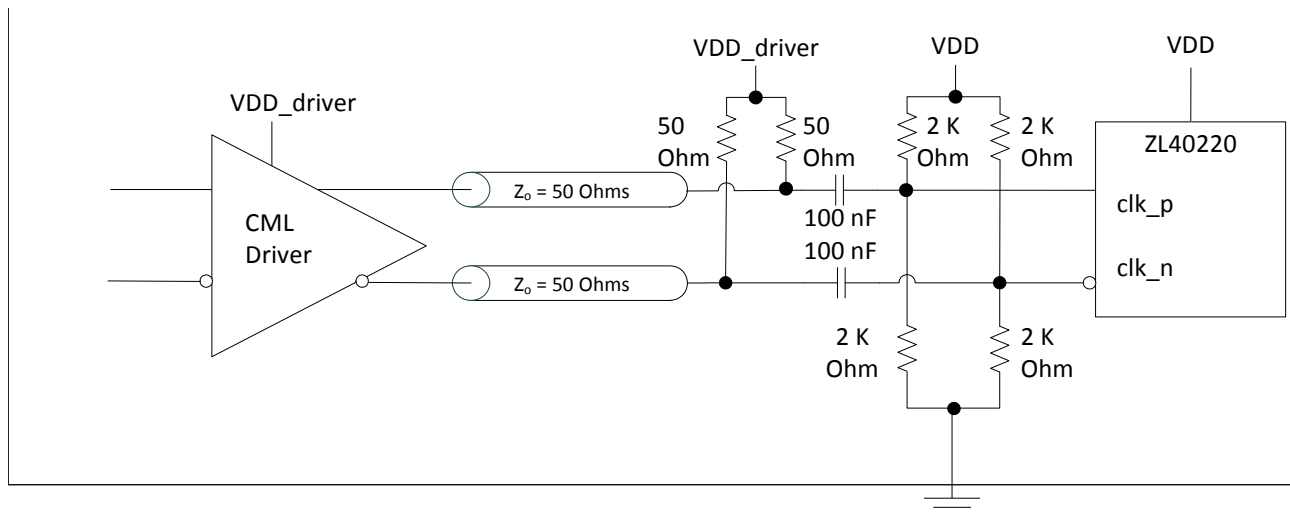 VDD_driver
VDD
VDD
VDD_driver
50
Ohm
50
Ohm
2 K
Ohm
2 K
Ohm
ZL40220
Zo = 50 Ohms
clk_p
CML
Driver
100 nF
100 nF
clk_n
Zo = 50 Ohms
2 K
Ohm
2 K
Ohm